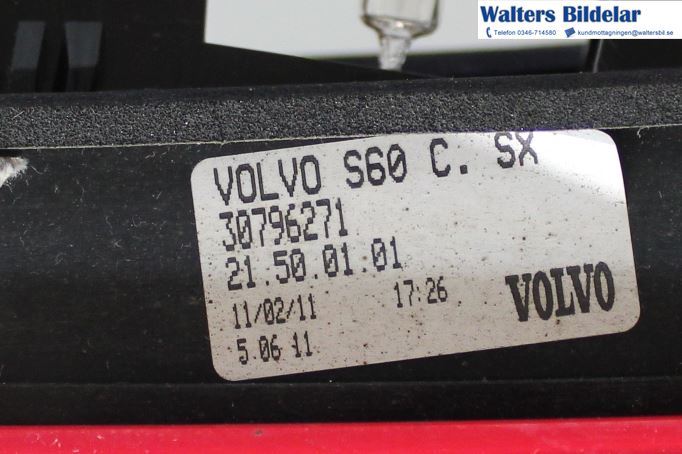 Walters Bildelar
Telefon 0346-714580 kundmottagningen@waltersbil.se
VOLVO S60 C. SX
30796271
21.50.01.01
11/02/11 17:26
5.06 11
VOLVO